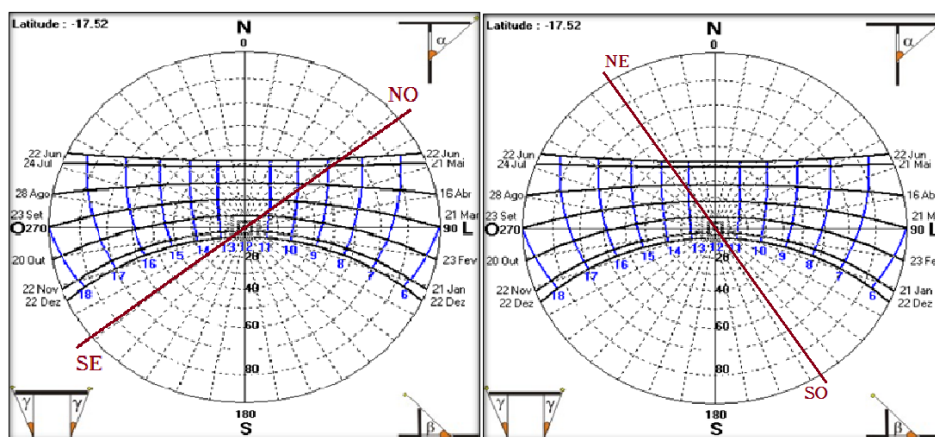 Latitude : -17.52
N
0
α
NO
22 Jun
24 Jul
28 Ago
23 Set
O 270
20 Out
22 Nov
22 Dez
22 Jun
21 Mai
16 Abr
21 Mar
90 L
23 Fev
21 Jan
22 Dez
18
17
16
15
14
13
12
11
10
9
8
7
6
20
40
60
80
SE
γ
γ
180
S
β
Latitude : -17.52
N
0
α
NE
22 Jun
24 Jul
28 Ago
23 Set
O 270
20 Out
22 Nov
22 Dez
22 Jun
21 Mai
16 Abr
21 Mar
90 L
23 Fev
21 Jan
22 Dez
18
17
16
15
14
13
12
11
10
9
8
7
6
20
40
60
80
SO
γ
γ
180
S
β